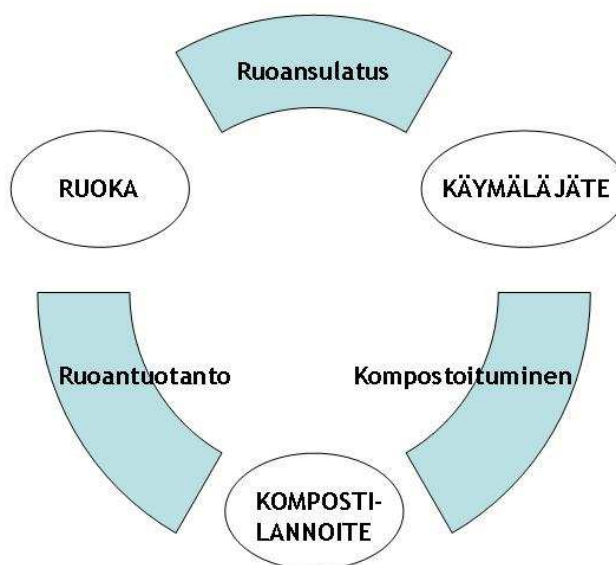 Ruoansulatus
RUOKA
KÄYMÄLÄJÄTE
Ruoantuotanto
Kompostoituminen
KOMPOSTI-
LANNOITE